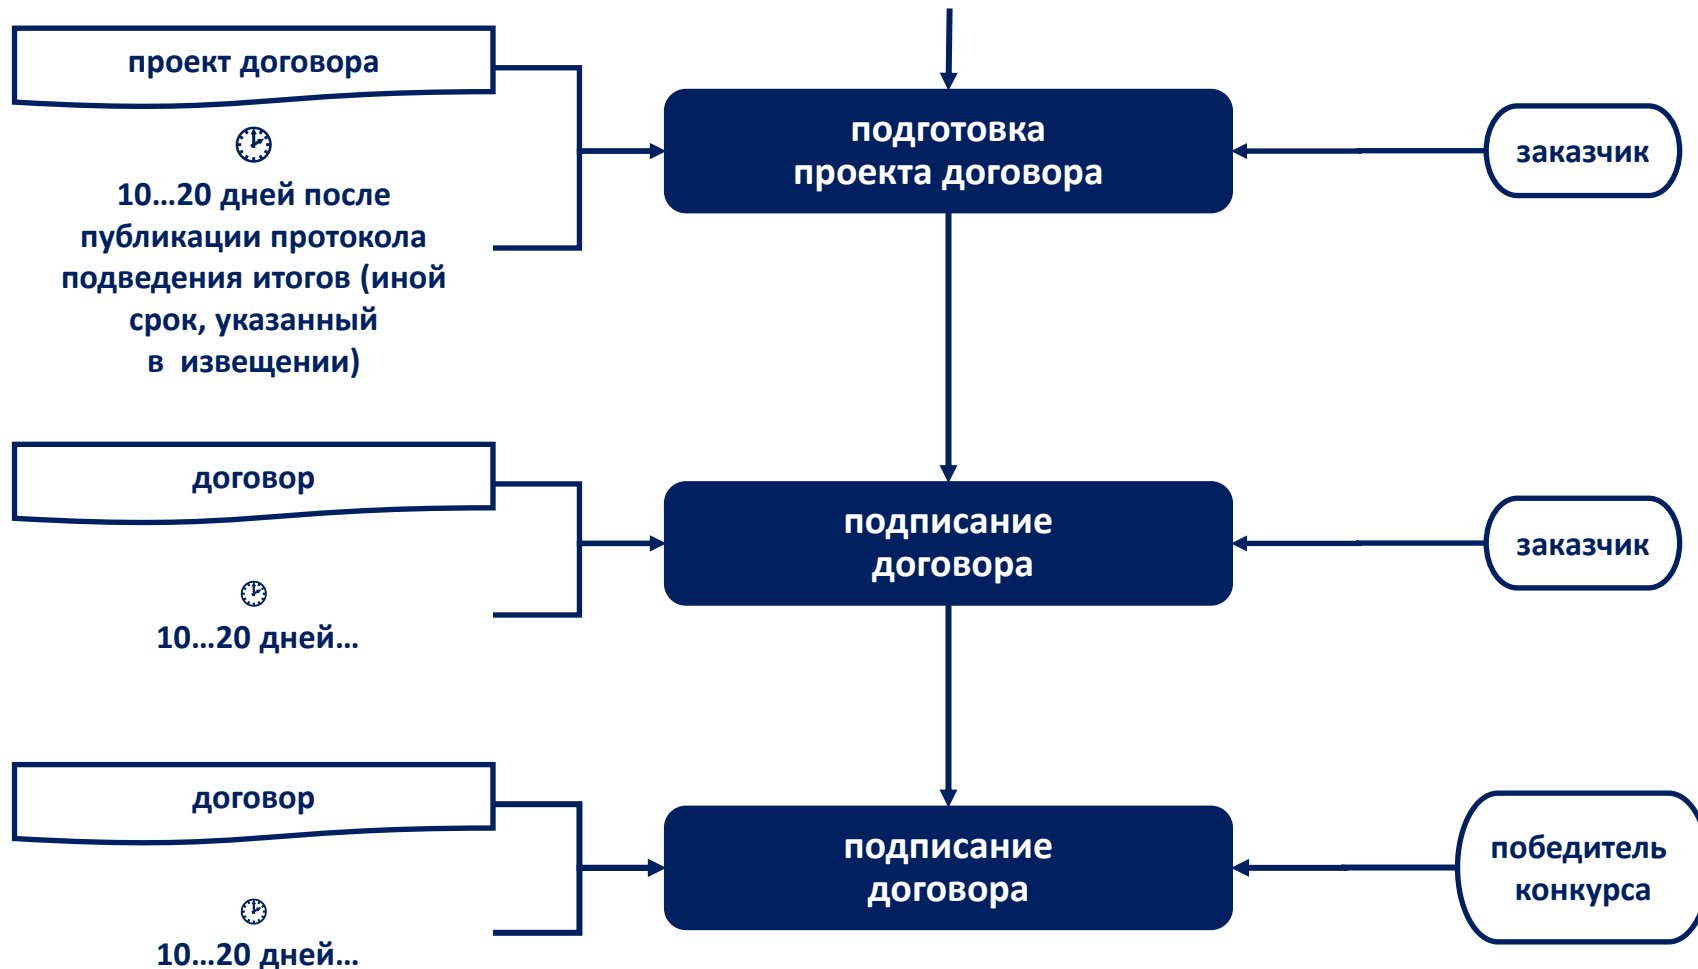 проект договора
10...20 дней после
публикации протокола
подведения итогов (иной
срок, указанный
в  извещении)
подготовка
проекта договора
заказчик
договор
10...20 дней...
подписание
договора
заказчик
договор
10...20 дней...
подписание
договора
победитель
конкурса